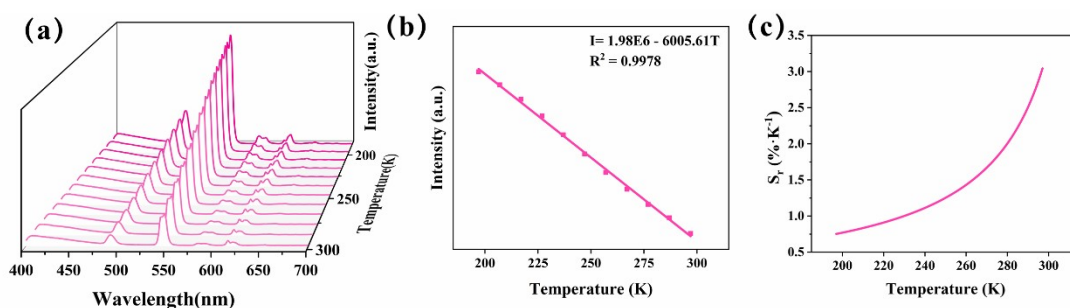 (a)
Intensity(a.u.)
200
250
300
Temperature(K)
400 450 500 550 600 650 700
Wavelength(nm)
(b)
I= 1.98E6 - 6005.61T
R² = 0.9978
Intensity (a.u.)
200 225 250 275 300
Temperature (K)
(c)
3.5
3.0
2.5
2.0
1.5
1.0
0.5
Sᵣ (%·K⁻¹)
200 220 240 260 280 300
Temperature (K)